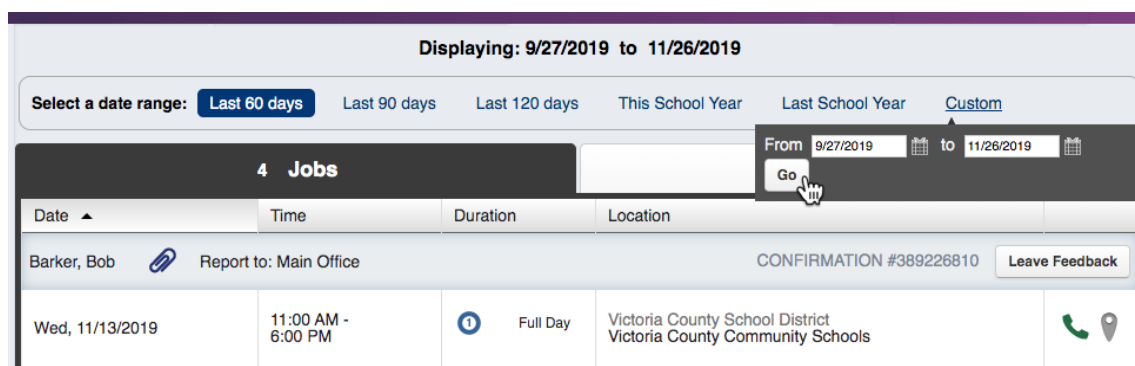 Displaying: 9/27/2019 to 11/26/2019
Select a date range: Last 60 days Last 90 days Last 120 days This School Year Last School Year Custom
From 9/27/2019 to 11/26/2019
Go
4 Jobs
Date Time Duration Location
Barker, Bob Report to: Main Office CONFIRMATION #389226810 Leave Feedback
Wed, 11/13/2019 11:00 AM - 6:00 PM 1 Full Day Victoria County School District
Victoria County Community Schools